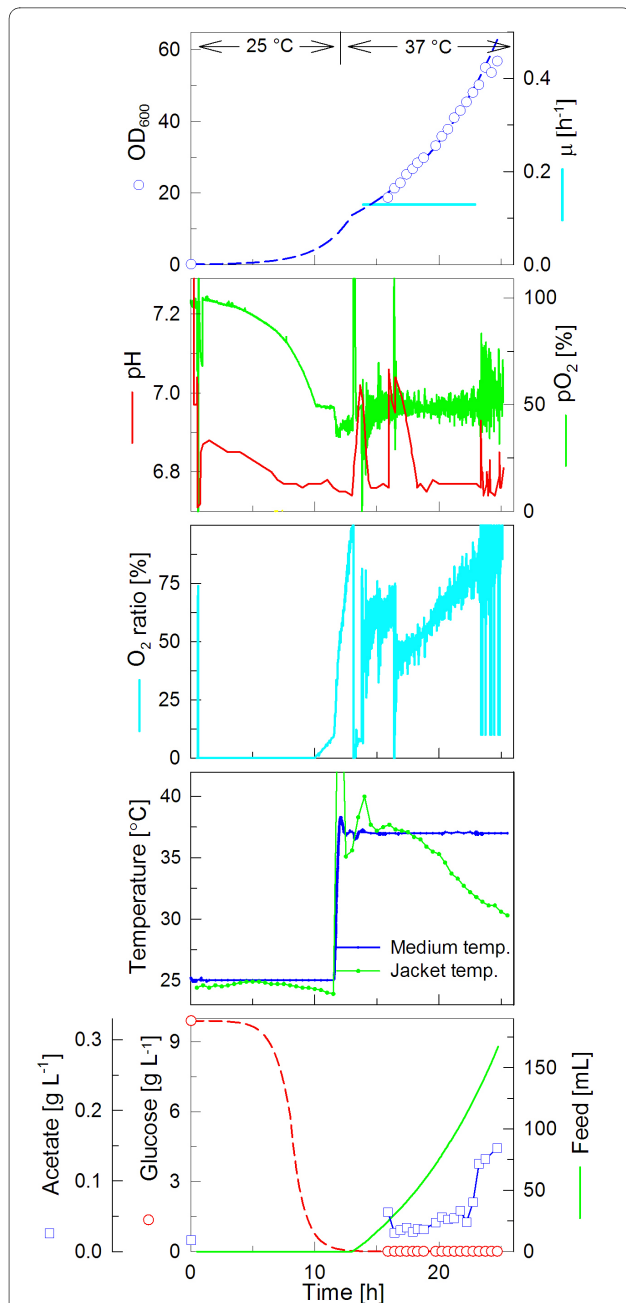 25 °C 37 °C
60
40
20
0
OD600
0.4
0.2
0.0
μ [h-1]
7.2
7.0
6.8
pH
100
50
0
pO2 [%]
75
50
25
0
O2 ratio [%]
40
35
30
25
Temperature [°C]
Medium temp.
Jacket temp.
0.3
0.2
0.1
0.0
Acetate [g L-1]
9
6
3
0
Glucose [g L-1]
150
100
50
0
Feed [mL]
0 10 20
Time [h]